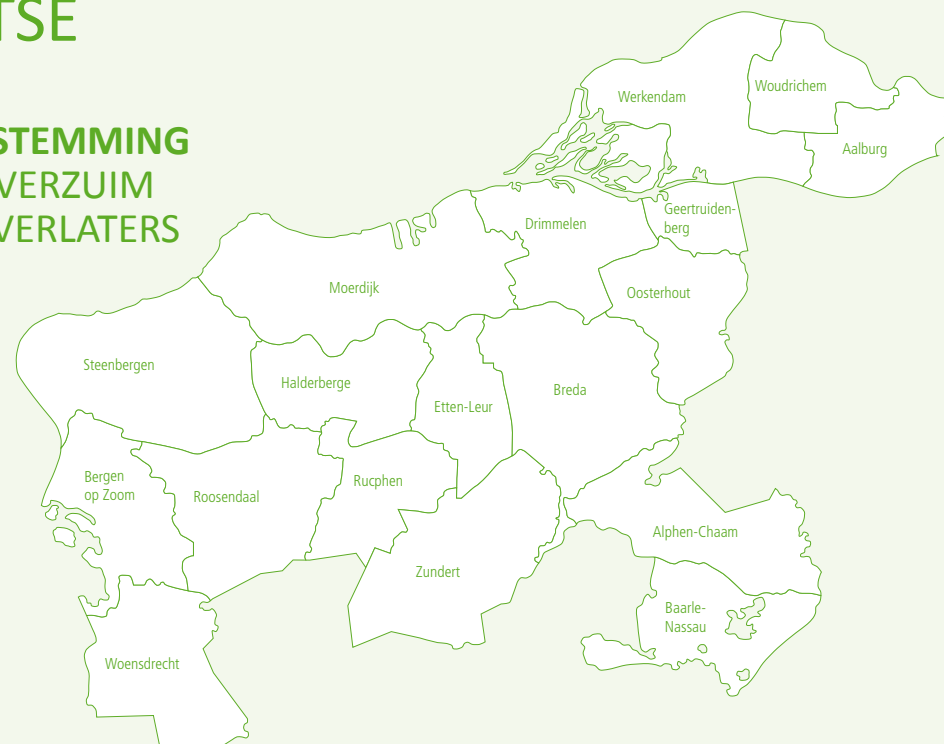 TSE
STEMMING
VERZUIM
VERLATERS
Werkendam
Woudrichem
Aalburg
Drimmelen
Geertruiden-
berg
Moerdijk
Oosterhout
Steenbergen
Halderberge
Etten-Leur
Breda
Bergen
op Zoom
Roosendaal
Rucphen
Alphen-Chaam
Zundert
Baarle-
Nassau
Woensdrecht